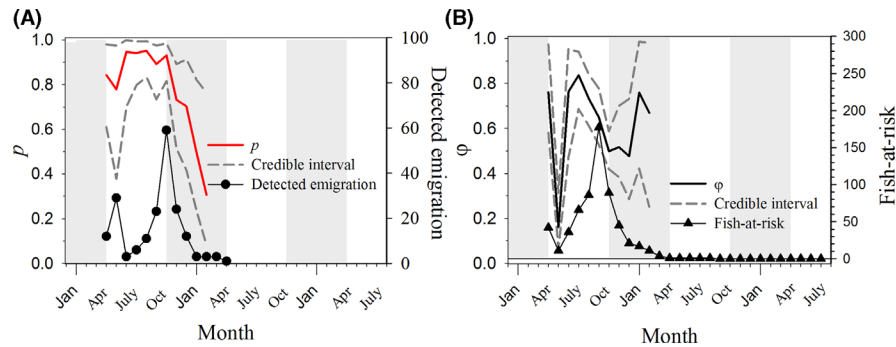 (A)
1.0
0.8
0.6
0.4
0.2
0.0
p
100
80
60
40
20
0
Detected emigration
p
Credible interval
Detected emigration
Jan
Apr
July
Oct
Jan
Apr
July
Oct
Jan
Apr
July
Month
(B)
1.0
0.8
0.6
0.4
0.2
0.0
φ
300
250
200
150
100
50
0
Fish-at-risk
φ
Credible interval
Fish-at-risk
Jan
Apr
July
Oct
Jan
Apr
July
Oct
Jan
Apr
July
Month